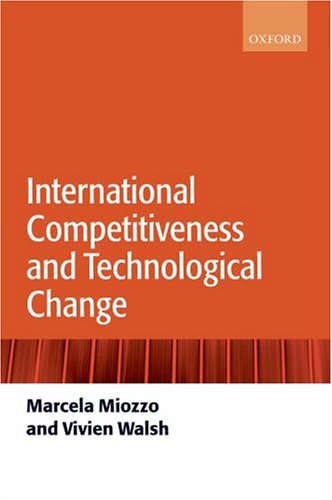 OXFORD
International
Competitiveness
and Technological
Change
Marcela Miozzo
and Vivien Walsh